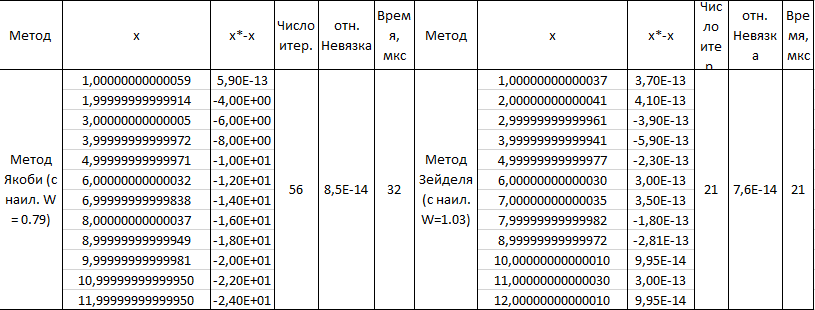 Метод x x*-x Число итер. отн. Невязка Время, мкс Метод x x*-x Число итер. отн. Невязка Время, мкс
Метод Якоби (с наил. W = 0.79) 56 8,5E-14 32 Метод Зейделя (с наил. W=1.03) 21 7,6E-14 21
1,00000000000059 5,90E-13 1,00000000000037 3,70E-13
1,99999999999914 -4,00E+00 2,00000000000041 4,10E-13
3,00000000000005 -6,00E+00 2,99999999999961 -3,90E-13
3,99999999999972 -8,00E+00 3,99999999999941 -5,90E-13
4,99999999999971 -1,00E+01 4,99999999999977 -2,30E-13
6,00000000000032 -1,20E+01 6,00000000000030 3,00E-13
6,99999999999838 -1,40E+01 7,00000000000035 3,50E-13
8,00000000000037 -1,60E+01 7,99999999999982 -1,80E-13
8,99999999999949 -1,80E+01 8,99999999999972 -2,81E-13
9,99999999999981 -2,00E+01 10,00000000000010 9,95E-14
10,99999999999950 -2,20E+01 11,00000000000030 3,00E-13
11,99999999999950 -2,40E+01 12,00000000000010 9,95E-14